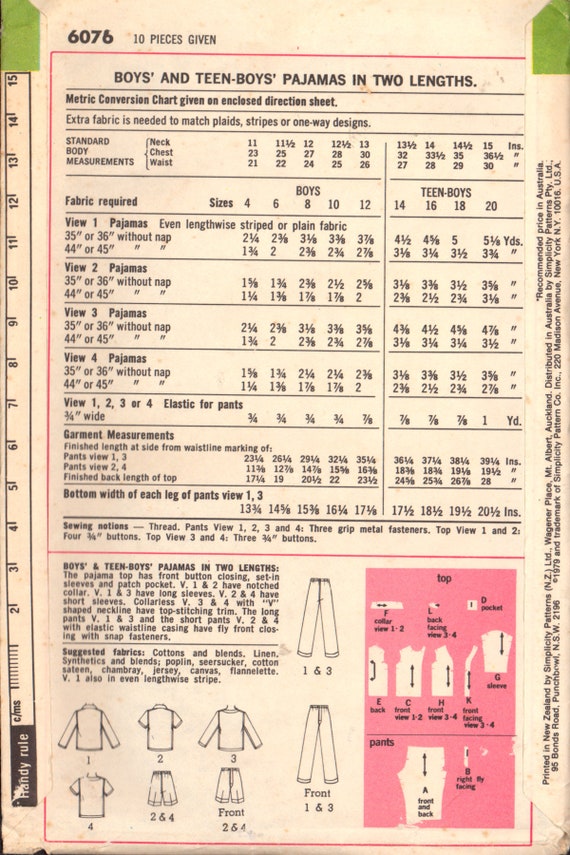 6076 10 PIECES GIVEN
BOYS' AND TEEN-BOYS' PAJAMAS IN TWO LENGTHS.
Metric Conversion Chart given on enclosed direction sheet.
Extra fabric is needed to match plaids, stripes or one-way designs.
STANDARD Neck 11 11½ 12 12½ 13 13½ 14 14½ 15 Ins.
BODY Chest 23 25 27 28 30 32 33½ 35 36½ "
MEASUREMENTS Waist 21 22 23 24 25 26 27 28 29 30 "
BOYS TEEN-BOYS
Fabric required Sizes 4 6 8 10 12 14 16 18 20
View 1 Pajamas Even lengthwise striped or plain fabric
35" or 36" without nap 2¼ 2⅜ 3⅛ 3⅜ 3⅞ 4½ 4⅝ 5 5⅛ Yds.
44" or 45" " " 1¾ 2 2⅜ 2¾ 2⅞ 3⅛ 3¼ 3½ 3¾ "
View 2 Pajamas
35" or 36" without nap 1⅝ 1¾ 2⅜ 2½ 2⅝ 3⅛ 3⅜ 3½ 3⅝ "
44" or 45" " " 1¼ 1⅜ 1⅞ 1⅞ 2 2⅜ 2½ 2¾ 3⅛ "
View 3 Pajamas
35" or 36" without nap 2¼ 2⅜ 3⅛ 3⅜ 3⅝ 4⅜ 4½ 4⅝ 4⅞ "
44" or 45" " " 1¾ 2 2⅜ 2¾ 2⅞ 3⅛ 3¼ 3¼ 3½ "
View 4 Pajamas
35" or 36" without nap 1⅝ 1¾ 2¼ 2¼ 2⅜ 3⅛ 3⅜ 3½ 3⅝ "
44" or 45" " " 1¼ 1⅜ 1⅞ 1⅞ 2 2⅜ 2½ 2¾ 2⅞ "
View 1, 2, 3 or 4 Elastic for pants
¾" wide ¾ ¾ ¾ ¾ ⅞ ⅞ ⅞ ⅞ 1 Yd.
Garment Measurements
Finished length at side from waistline marking of:
Pants view 1, 3 23¼ 26¼ 29¼ 32¼ 35¼ 36¼ 37¼ 38¼ 39¼ Ins.
Pants view 2, 4 11⅜ 12⅞ 14⅞ 15⅝ 16⅜ 18⅜ 18¾ 19⅛ 19½ "
Finished back length of top 17¼ 19 20½ 22 23½ 24⅝ 25¾ 26⅞ 28 "
Bottom width of each leg of pants view 1, 3
13¾ 14⅝ 15⅜ 16¼ 17⅛ 17½ 18½ 19½ 20½ Ins.
Sewing notions — Thread. Pants View 1, 2, 3 and 4: Three grip metal fasteners. Top View 1 and 2:
Four ¾" buttons. Top View 3 and 4: Three ¾" buttons.
BOYS' & TEEN-BOYS' PAJAMAS IN TWO LENGTHS:
The pajama top has front button closing, set-in
sleeves and patch pocket. V. 1 & 2 have notched
collar. V. 1 & 3 have long sleeves. V. 2 & 4 have
short sleeves. Collarless V. 3 & 4 with "V"
shaped neckline have top-stitching trim. The long
pants V. 1 & 3 and the short pants V. 2 & 4
with elastic waistline casing have fly front clos-
ing with snap fasteners.
Suggested fabrics: Cottons and blends. Linen.
Synthetics and blends; poplin, seersucker, cotton
sateen, chambray, jersey, canvas, flannelette.
V. 1 also in even lengthwise stripe.
1
2
3
4
2 & 4
Front
2 & 4
1 & 3
Front
1 & 3
top
F
collar
view 1-2
L
back
facing
view 3-4
D
pocket
E
back
C
front
view 1-2
H
front
view 3-4
K
front
facing
view 3-4
G
sleeve
pants
A
front
and
back
B
right fly
facing
15
14
13
12
11
10
9
8
7
6
5
4
3
2
1
c/ms
Handy rule
*Recommended price in Australia.
Printed in New Zealand by Simplicity Patterns (N.Z.) Ltd., Wagener Place, Mt. Albert, Auckland. Distributed in Australia by Simplicity Patterns Pty. Ltd.,
95 Bonds Road, Punchbowl, N.S.W. 2196 ©1979 and trademark of Simplicity Pattern Co. Inc., 220 Madison Avenue, New York N.Y. 10016. U.S.A.